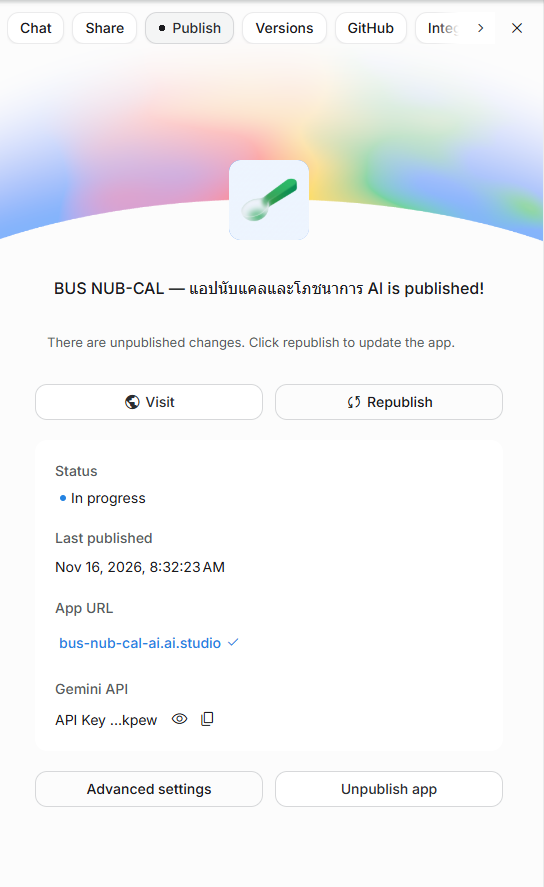 Chat
Share
Publish
Versions
GitHub
BUS NUB-CAL — แอปนับแคลและโภชนาการ AI is published!
There are unpublished changes. Click republish to update the app.
Visit
Republish
Status
In progress
Last published
Nov 16, 2026, 8:32:23 AM
App URL
bus-nub-cal-ai.ai.studio
Gemini API
API Key ...kpew
Advanced settings
Unpublish app